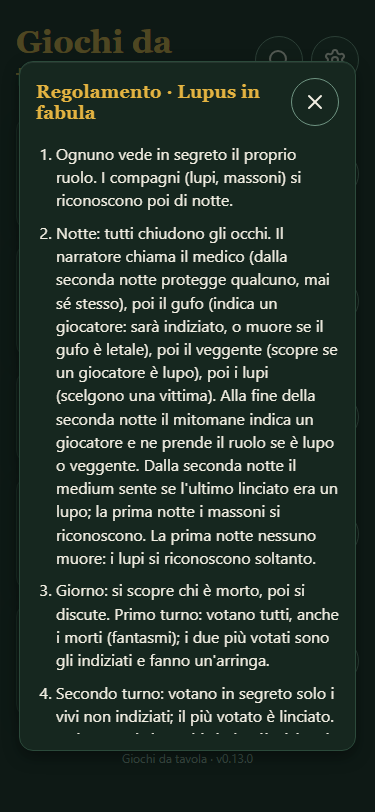 Giochi da
Regolamento · Lupus in
fabula
1. Ognuno vede in segreto il proprio
ruolo. I compagni (lupi, massoni) si
riconoscono poi di notte.
2. Notte: tutti chiudono gli occhi. Il
narratore chiama il medico (dalla
seconda notte protegge qualcuno, mai
sé stesso), poi il gufo (indica un
giocatore: sarà indiziato, o muore se il
gufo è letale), poi il veggente (scopre se
un giocatore è lupo), poi i lupi
(scelgono una vittima). Alla fine della
seconda notte il mitomane indica un
giocatore e ne prende il ruolo se è lupo
o veggente. Dalla seconda notte il
medium sente se l'ultimo linciato era un
lupo; la prima notte i massoni si
riconoscono. La prima notte nessuno
muore: i lupi si riconoscono soltanto.
3. Giorno: si scopre chi è morto, poi si
discute. Primo turno: votano tutti, anche
i morti (fantasmi); i due più votati sono
gli indiziati e fanno un'arringa.
4. Secondo turno: votano in segreto solo i
vivi non indiziati; il più votato è linciato.
Giochi da tavola · v0.13.0